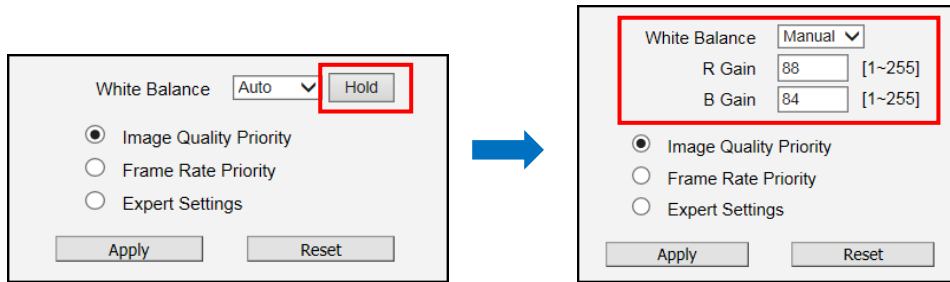 White Balance Auto Hold
Image Quality Priority
Frame Rate Priority
Expert Settings
Apply Reset
White Balance Manual
R Gain 88 [1~255]
B Gain 84 [1~255]
Image Quality Priority
Frame Rate Priority
Expert Settings
Apply Reset